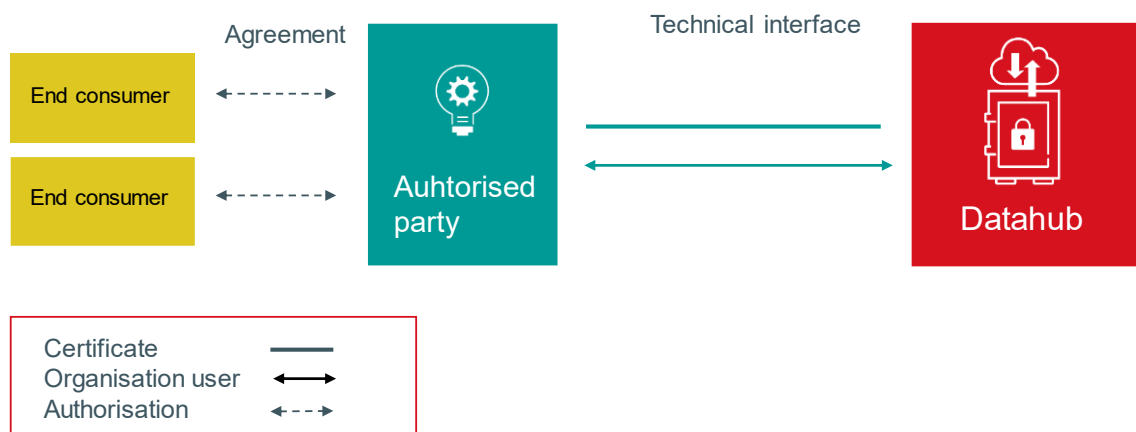 Agreement
Technical interface
End consumer
End consumer
Auhtorised
party
Datahub
Certificate
Organisation user
Authorisation